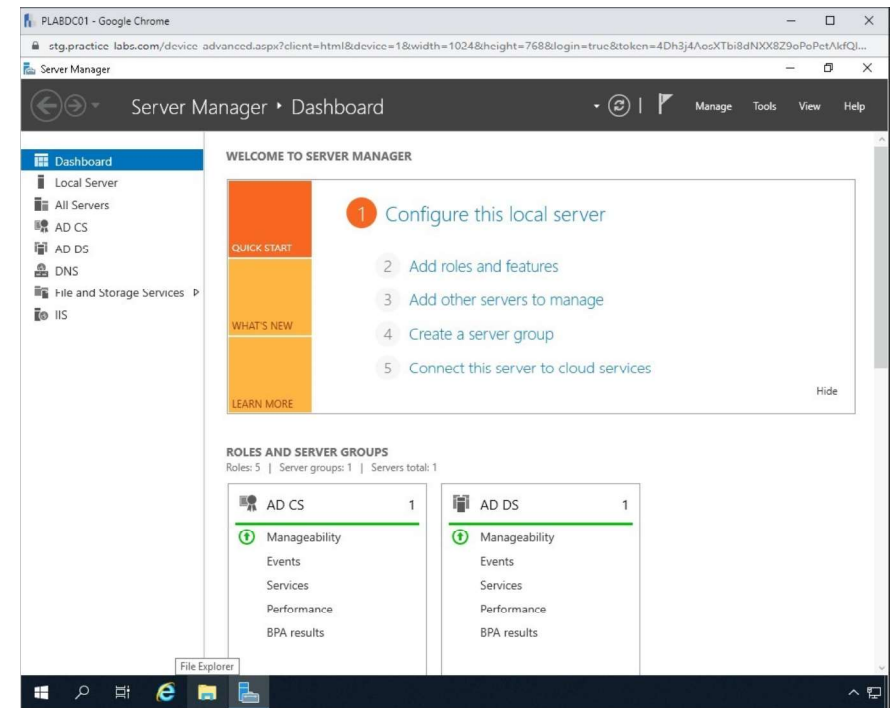 PLABDC01 - Google Chrome
stg.practice-labs.com/device-advanced.aspx?client=html&device=1&width=1024&height=768&login=true&token=
Server Manager
Server Manager • Dashboard
Manage Tools View Help
Dashboard
Local Server
All Servers
AD CS
AD DS
DNS
File and Storage Services
IIS
WELCOME TO SERVER MANAGER
QUICK START
WHAT'S NEW
LEARN MORE
1 Configure this local server
2 Add roles and features
3 Add other servers to manage
4 Create a server group
5 Connect this server to cloud services
Hide
ROLES AND SERVER GROUPS
Roles: 5 | Server groups: 1 | Servers total: 1
AD CS 1
Manageability
Events
Services
Performance
BPA results
AD DS 1
Manageability
Events
Services
Performance
BPA results
File Explorer